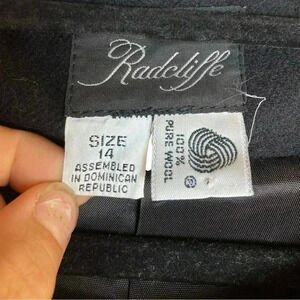 Radcliffe
SIZE
14
ASSEMBLED
IN DOMINICAN
REPUBLIC
100%
PURE WOOL
®